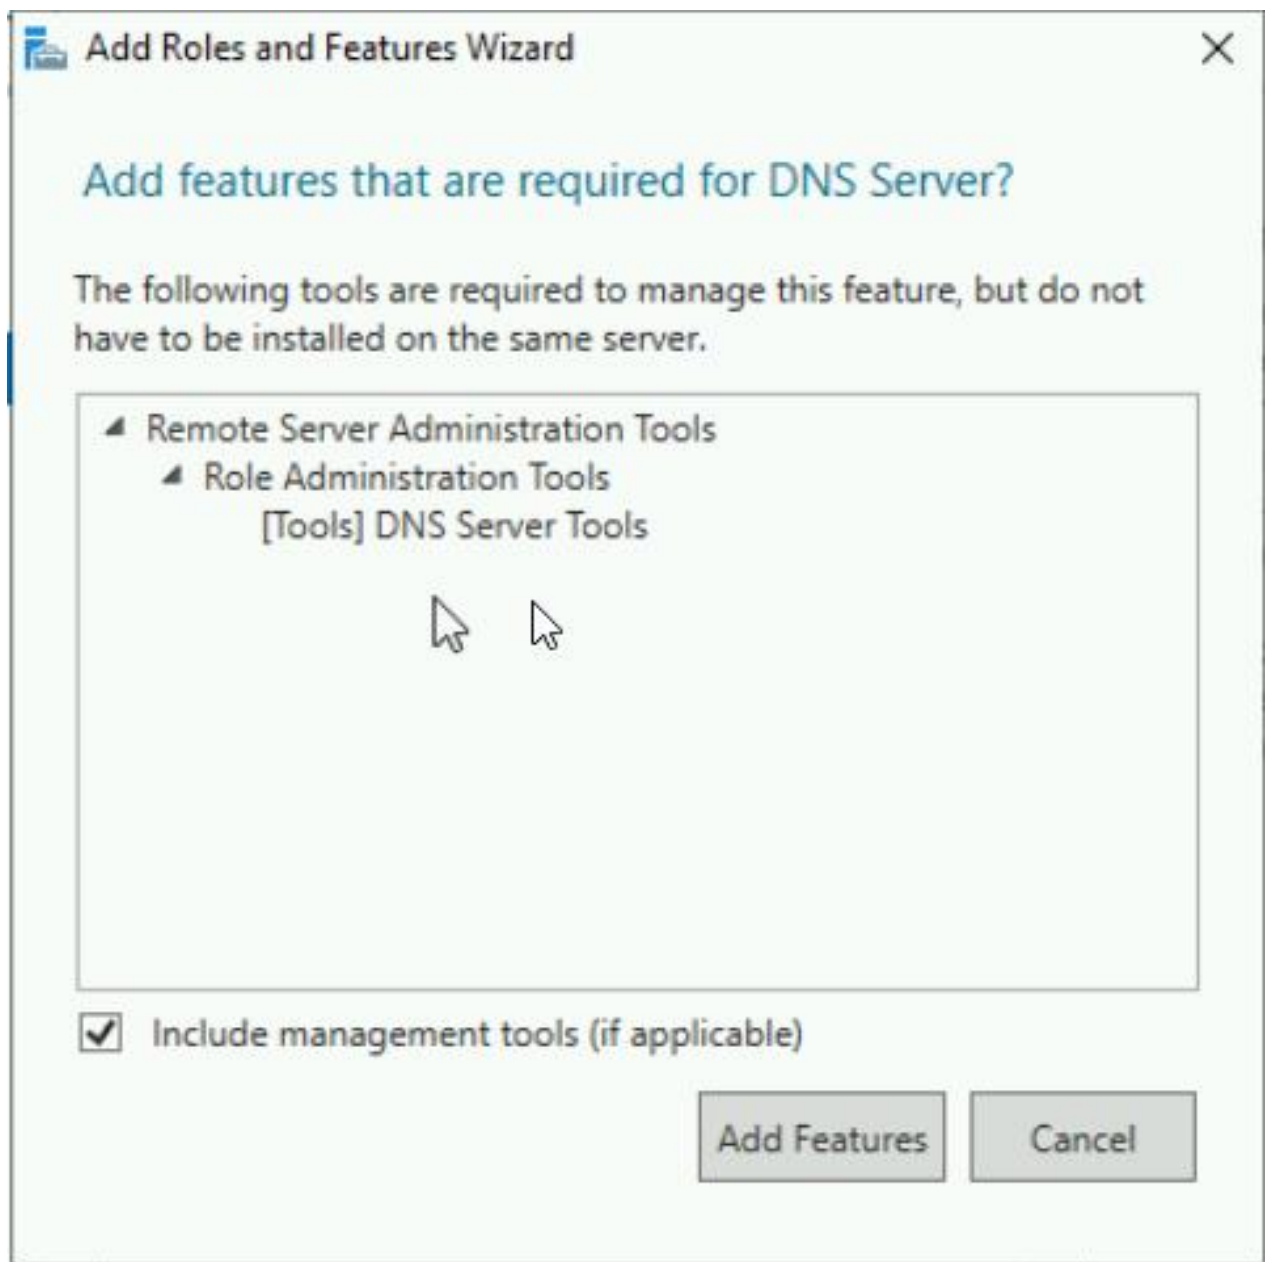 Add Roles and Features Wizard
Add features that are required for DNS Server?
The following tools are required to manage this feature, but do not
have to be installed on the same server.
Remote Server Administration Tools
Role Administration Tools
[Tools] DNS Server Tools
Include management tools (if applicable)
Add Features
Cancel